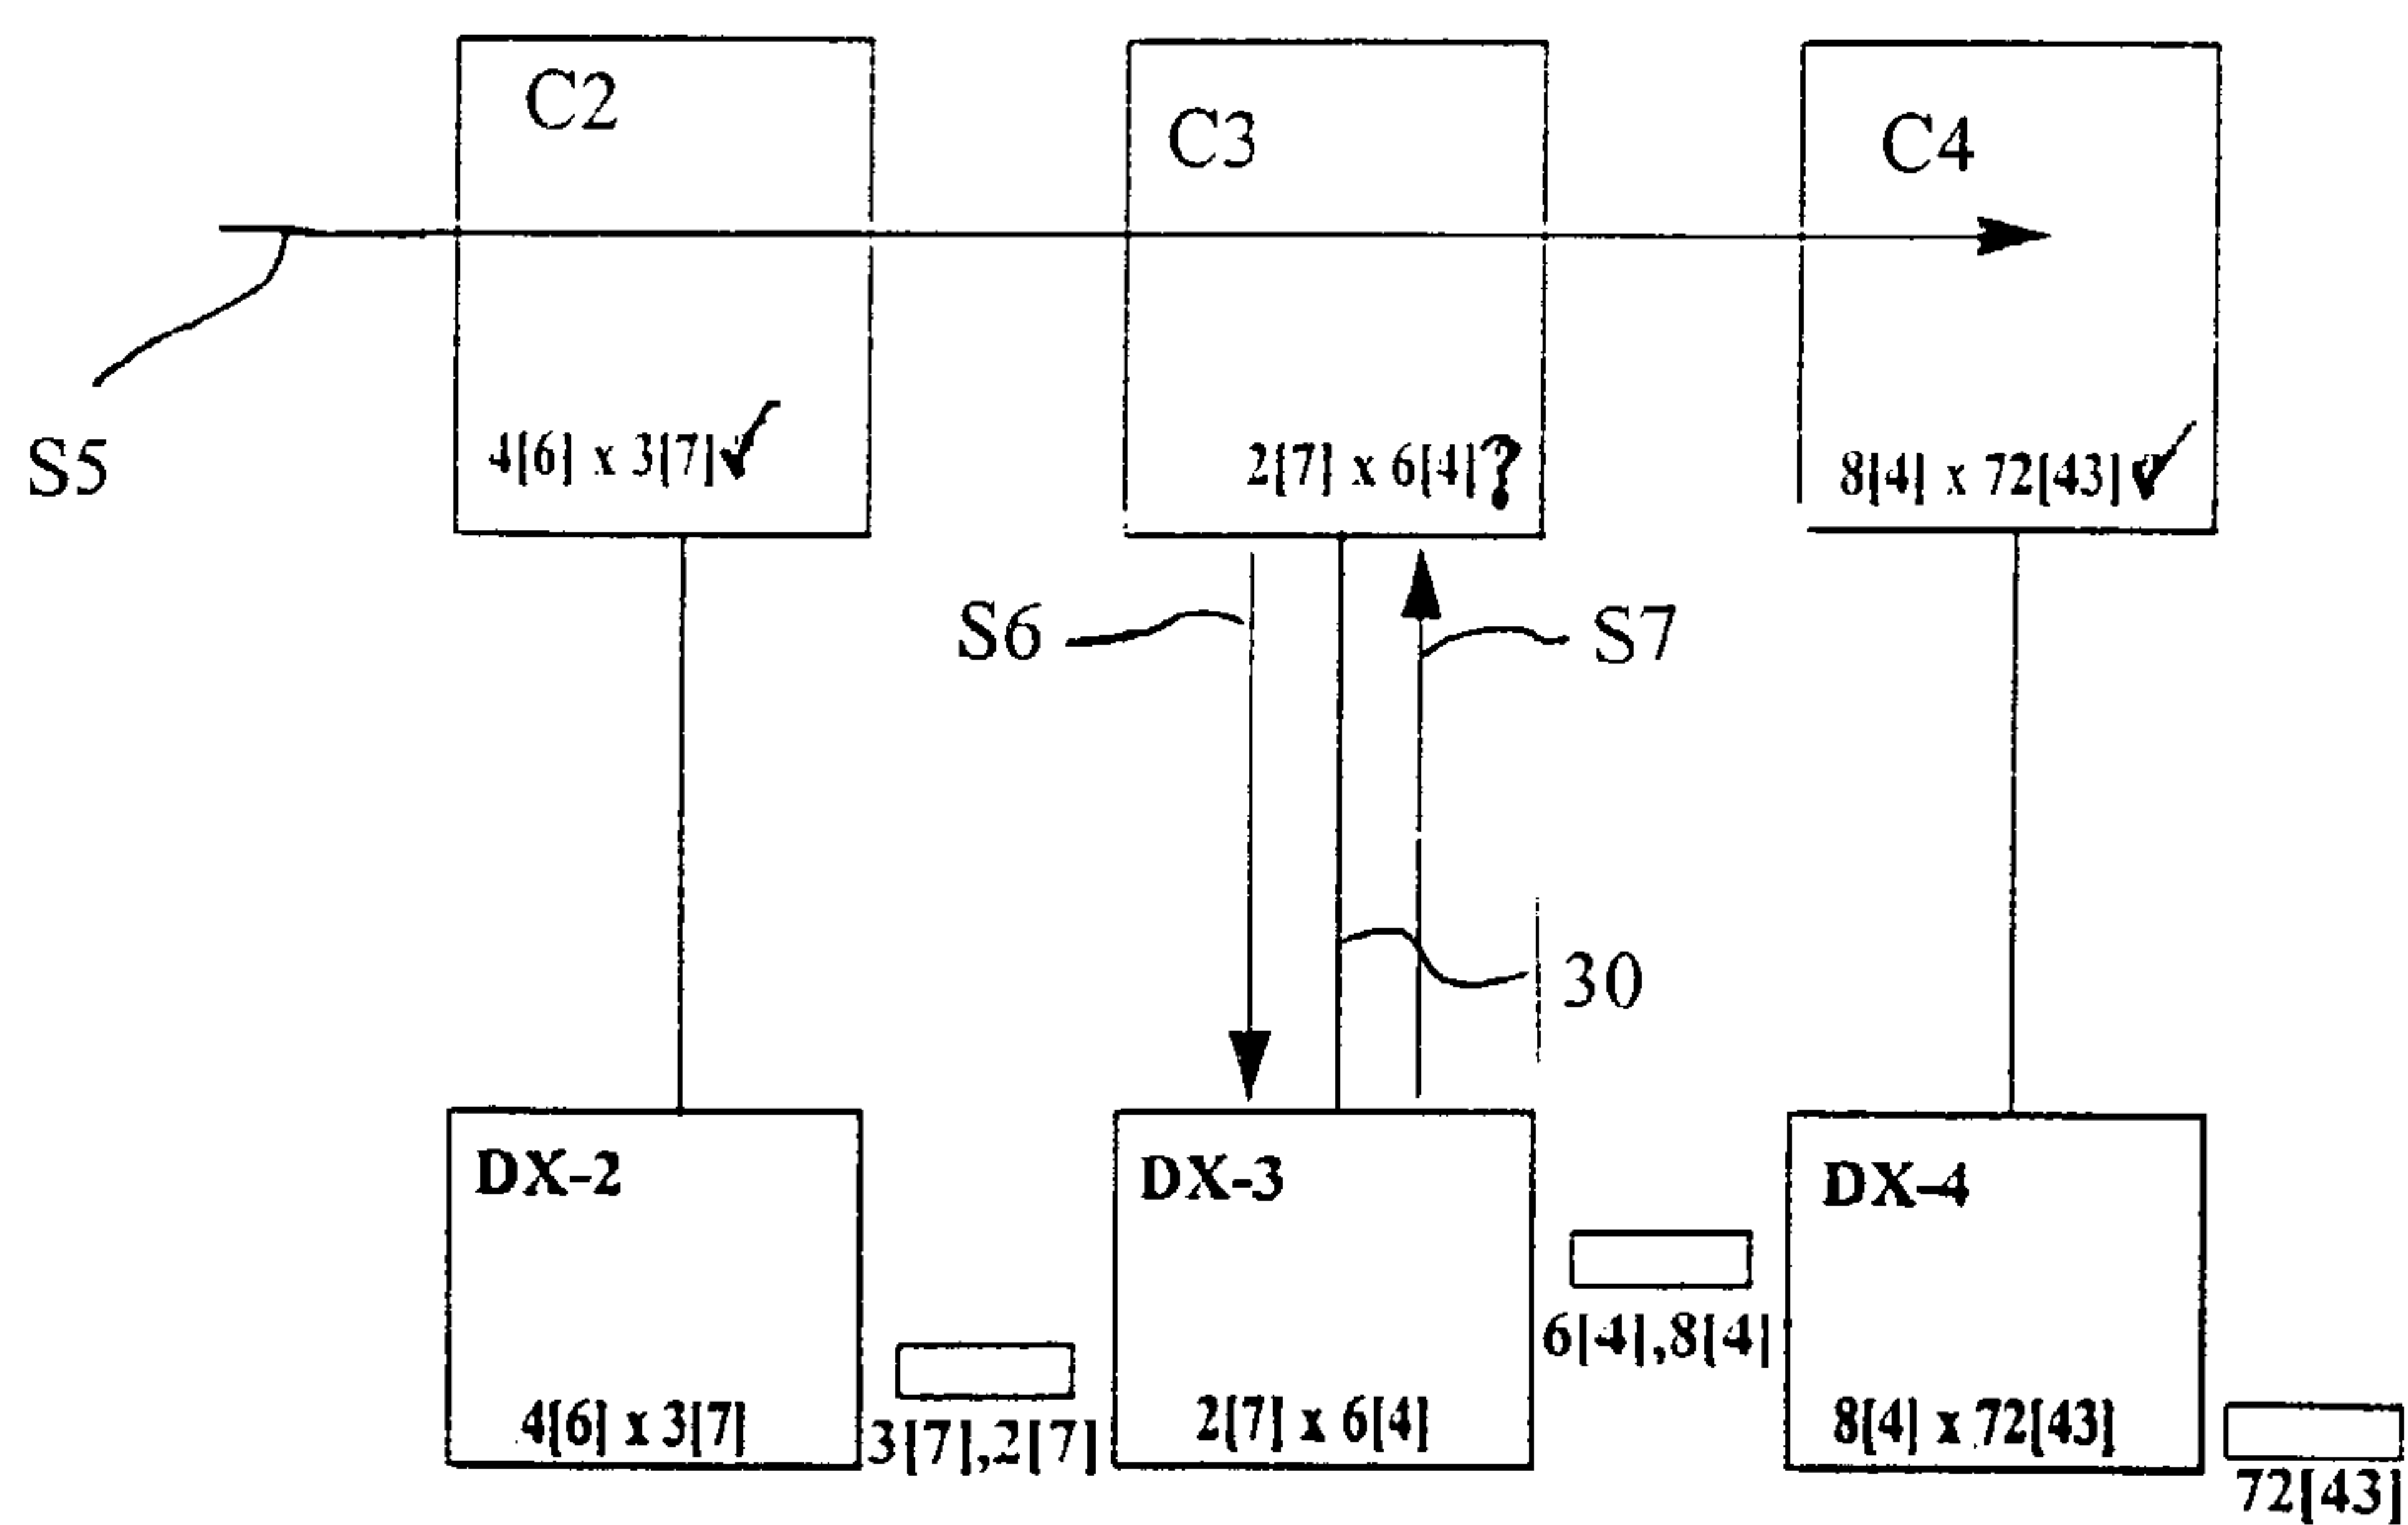 C2
C3
C4
S5
4[6] x 3[7]
2[7] x 6[4]?
8[4] x 72[43]
S6
S7
30
DX-2
DX-3
DX-4
6[4],8[4]
4[6] x 3[7]
3[7],2[7]
2[7] x 6[4]
8[4] x 72[43]
72[43]